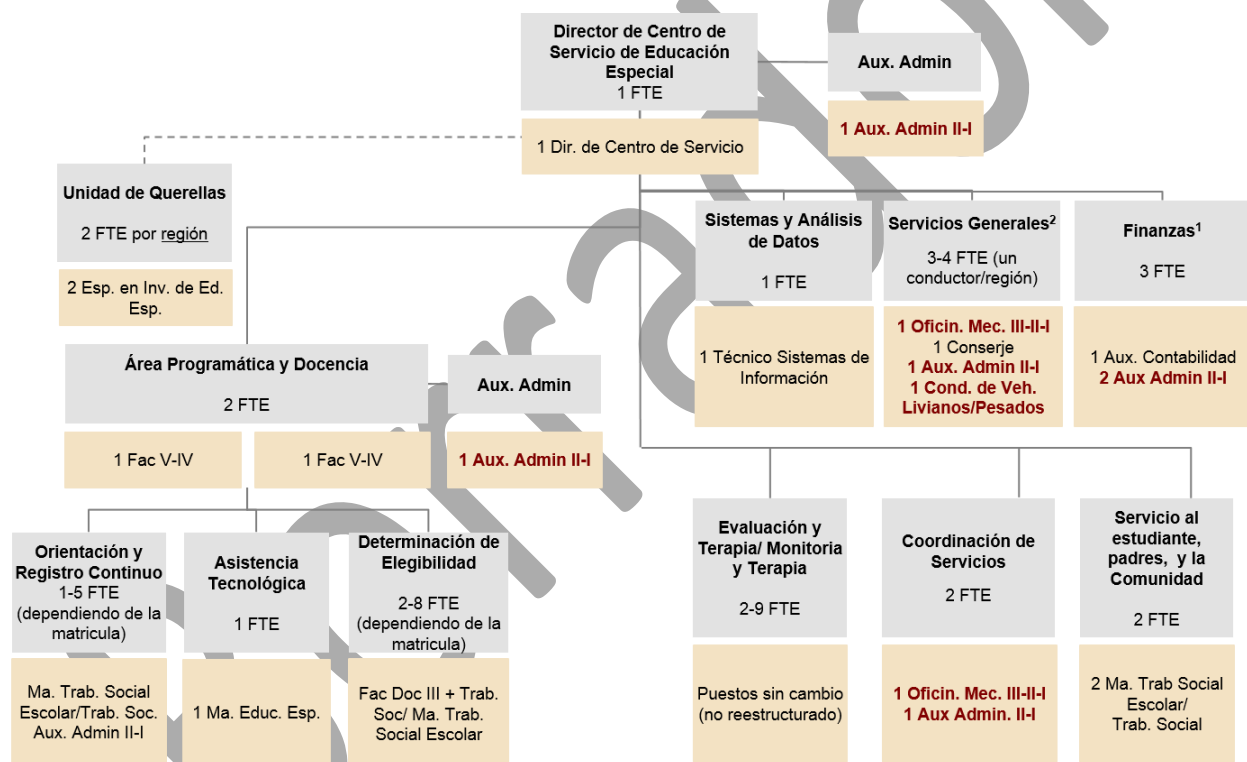 Director de Centro de
Servicio de Educación
Especial
1 FTE
1 Dir. de Centro de Servicio
Aux. Admin
1 Aux. Admin II-I
Unidad de Querellas
2 FTE por región
2 Esp. en Inv. de Ed.
Esp.
Sistemas y Análisis
de Datos
1 FTE
1 Técnico Sistemas de
Información
Servicios Generales²
3-4 FTE (un
conductor/región)
1 Oficin. Mec. III-II-I
1 Conserje
1 Aux. Admin II-I
1 Cond. de Veh.
Livianos/Pesados
Finanzas¹
3 FTE
1 Aux. Contabilidad
2 Aux Admin II-I
Área Programática y Docencia
2 FTE
1 Fac V-IV
1 Fac V-IV
Aux. Admin
1 Aux. Admin II-I
Orientación y
Registro Continuo
1-5 FTE
(dependiendo de la
matricula)
Ma. Trab. Social
Escolar/Trab. Soc.
Aux. Admin II-I
Asistencia
Tecnológica
1 FTE
1 Ma. Educ. Esp.
Determinación de
Elegibilidad
2-8 FTE
(dependiendo de la
matricula)
Fac Doc III + Trab.
Soc/ Ma. Trab.
Social Escolar
Evaluación y
Terapia/ Monitoria
y Terapia
2-9 FTE
Puestos sin cambio
(no reestructurado)
Coordinación de
Servicios
2 FTE
1 Oficin. Mec. III-II-I
1 Aux Admin. II-I
Servicio al
estudiante,
padres, y la
Comunidad
2 FTE
2 Ma. Trab Social
Escolar/
Trab. Social